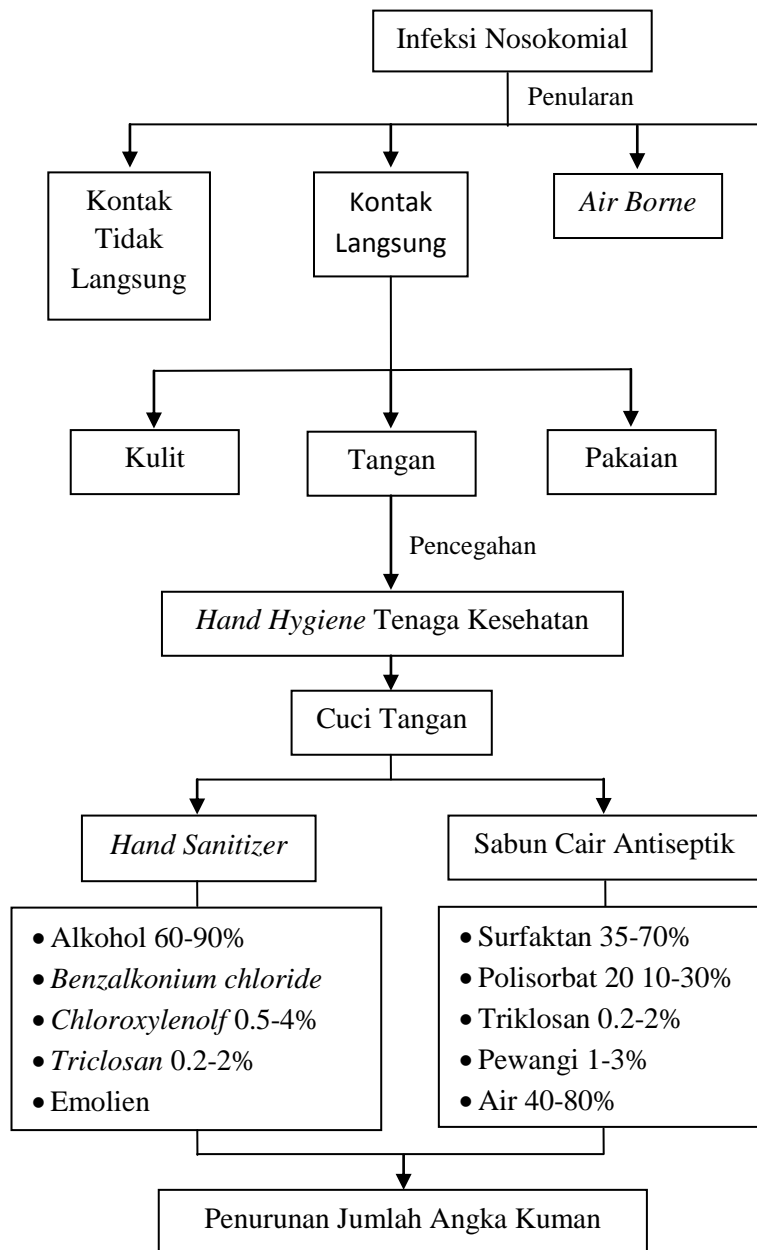 Infeksi Nosokomial
Penularan
Kontak
Tidak
Langsung
Kontak
Langsung
Air Borne
Kulit
Tangan
Pakaian
Pencegahan
Hand Hygiene Tenaga Kesehatan
Cuci Tangan
Hand Sanitizer
Sabun Cair Antiseptik
• Alkohol 60-90%
• Benzalkonium chloride
• Chloroxylenolf 0.5-4%
• Triclosan 0.2-2%
• Emolien
• Surfaktan 35-70%
• Polisorbat 20 10-30%
• Triklosan 0.2-2%
• Pewangi 1-3%
• Air 40-80%
Penurunan Jumlah Angka Kuman